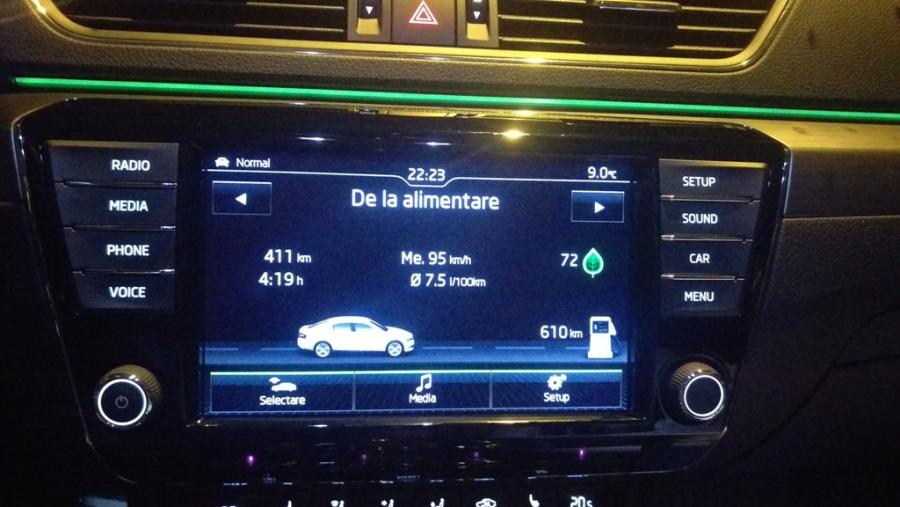 RADIO
MEDIA
PHONE
VOICE
Normal
22:23
9.0°C
De la alimentare
411 km
4:19 h
Me. 95 km/h
Ø 7.5 l/100km
72
610 km
Selectare
Media
Setup
SETUP
SOUND
CAR
MENU